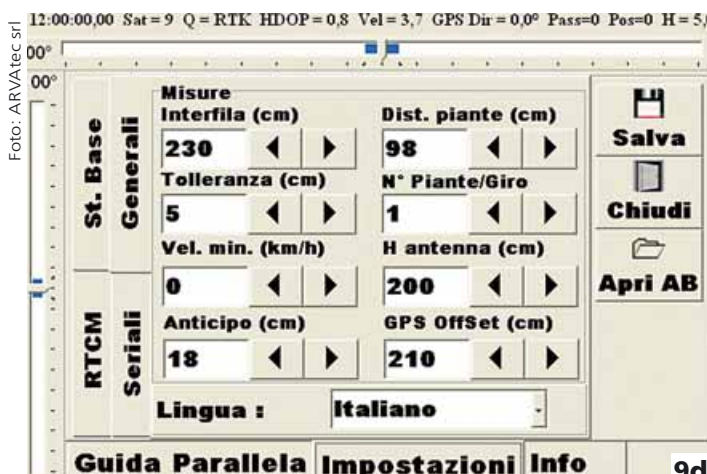 12:00:00,00 Sat = 9 Q = RTK HDOP = 0,8 Vel = 3,7 GPS Dir = 0,0° Pass=0 Pos=0 H = 5,
00°
00°
Foto: ARVAtec srl
St. Base
Generali
RTCM
Seriali
Misure
Interfila (cm)
230
Dist. piante (cm)
98
Tolleranza (cm)
5
N° Piante/Giro
1
Vel. min. (km/h)
0
H antenna (cm)
200
Anticipo (cm)
18
GPS OffSet (cm)
210
Lingua : Italiano
Salva
Chiudi
Apri AB
Guida Parallela Impostazioni Info
9d